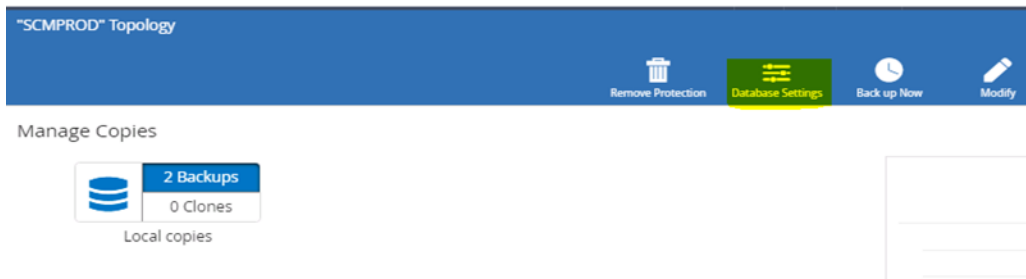 "SCMPROD" Topology
Remove Protection
Database Settings
Back up Now
Modify
Manage Copies
2 Backups
0 Clones
Local copies